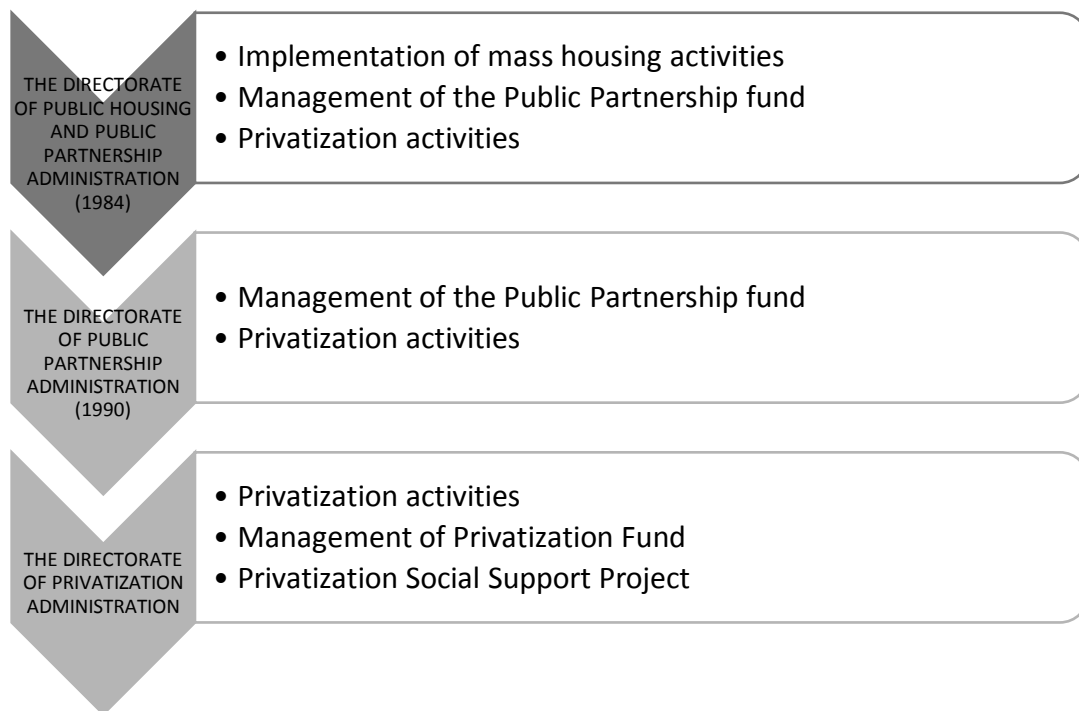 THE DIRECTORATE
OF PUBLIC HOUSING
AND PUBLIC
PARTNERSHIP
ADMINISTRATION
(1984)
• Implementation of mass housing activities
• Management of the Public Partnership fund
• Privatization activities
THE DIRECTORATE
OF PUBLIC
PARTNERSHIP
ADMINISTRATION
(1990)
• Management of the Public Partnership fund
• Privatization activities
THE DIRECTORATE
OF PRIVATIZATION
ADMINISTRATION
• Privatization activities
• Management of Privatization Fund
• Privatization Social Support Project